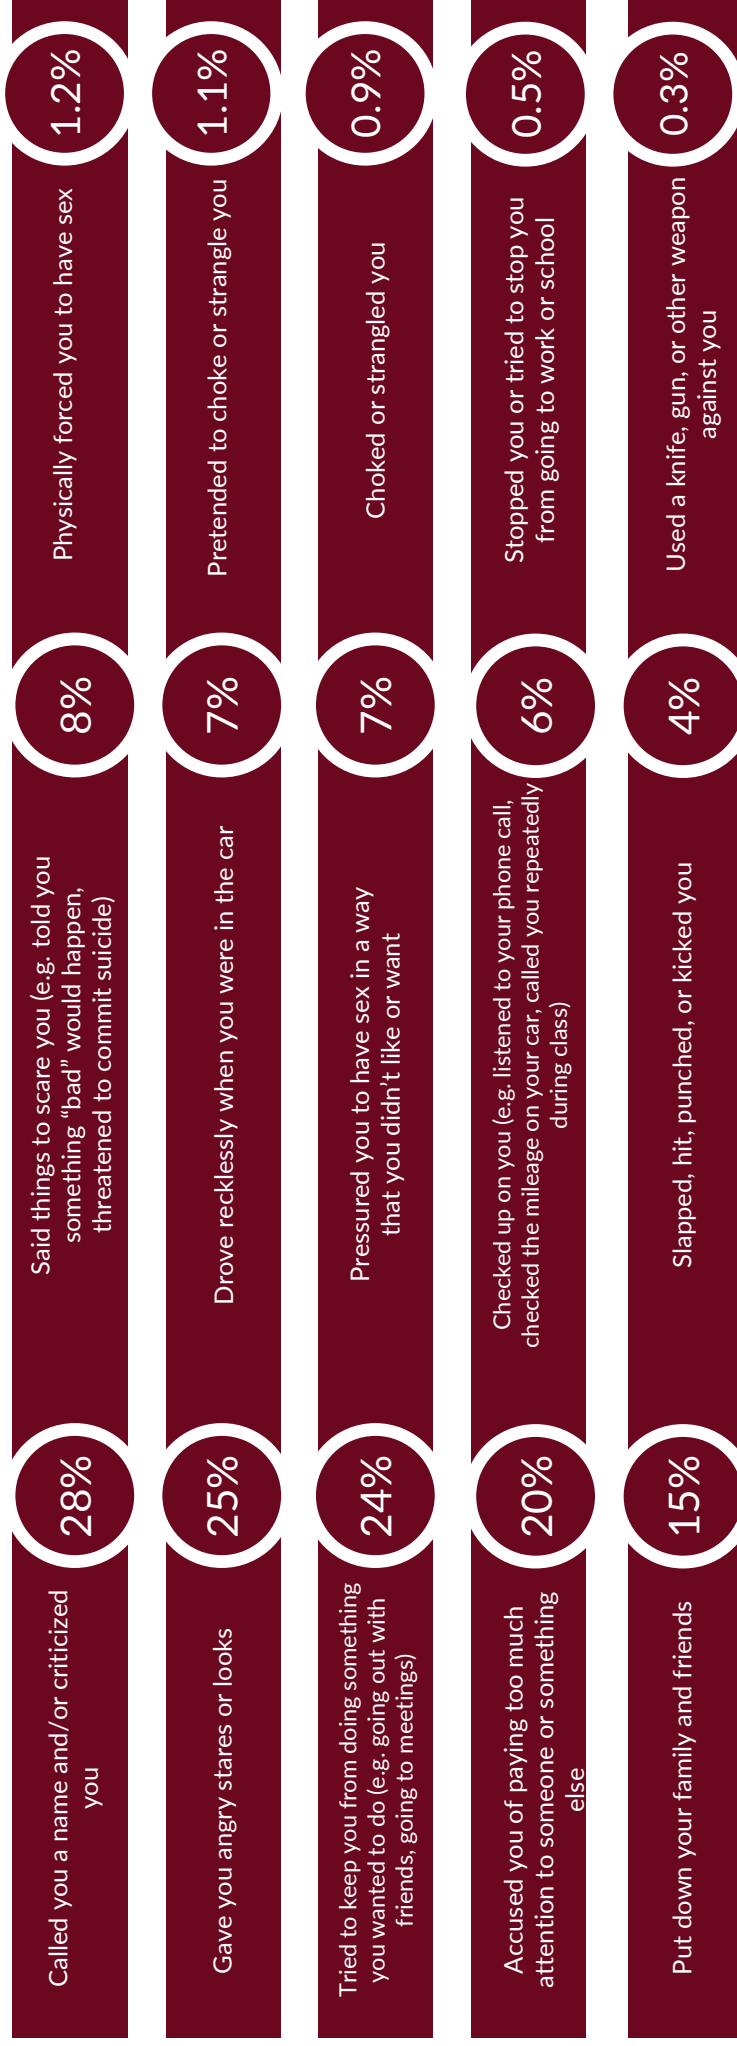 Called you a name and/or criticized
you
28%
Said things to scare you (e.g. told you
something “bad” would happen,
threatened to commit suicide)
8%
Physically forced you to have sex
1.2%
Gave you angry stares or looks
25%
Drove recklessly when you were in the car
7%
Pretended to choke or strangle you
1.1%
Tried to keep you from doing something
you wanted to do (e.g. going out with
friends, going to meetings)
24%
Pressured you to have sex in a way
that you didn't like or want
7%
Choked or strangled you
0.9%
Accused you of paying too much
attention to someone or something
else
20%
Checked up on you (e.g. listened to your phone call,
checked the mileage on your car, called you repeatedly
during class)
6%
Stopped you or tried to stop you
from going to work or school
0.5%
Put down your family and friends
15%
Slapped, hit, punched, or kicked you
4%
Used a knife, gun, or other weapon
against you
0.3%